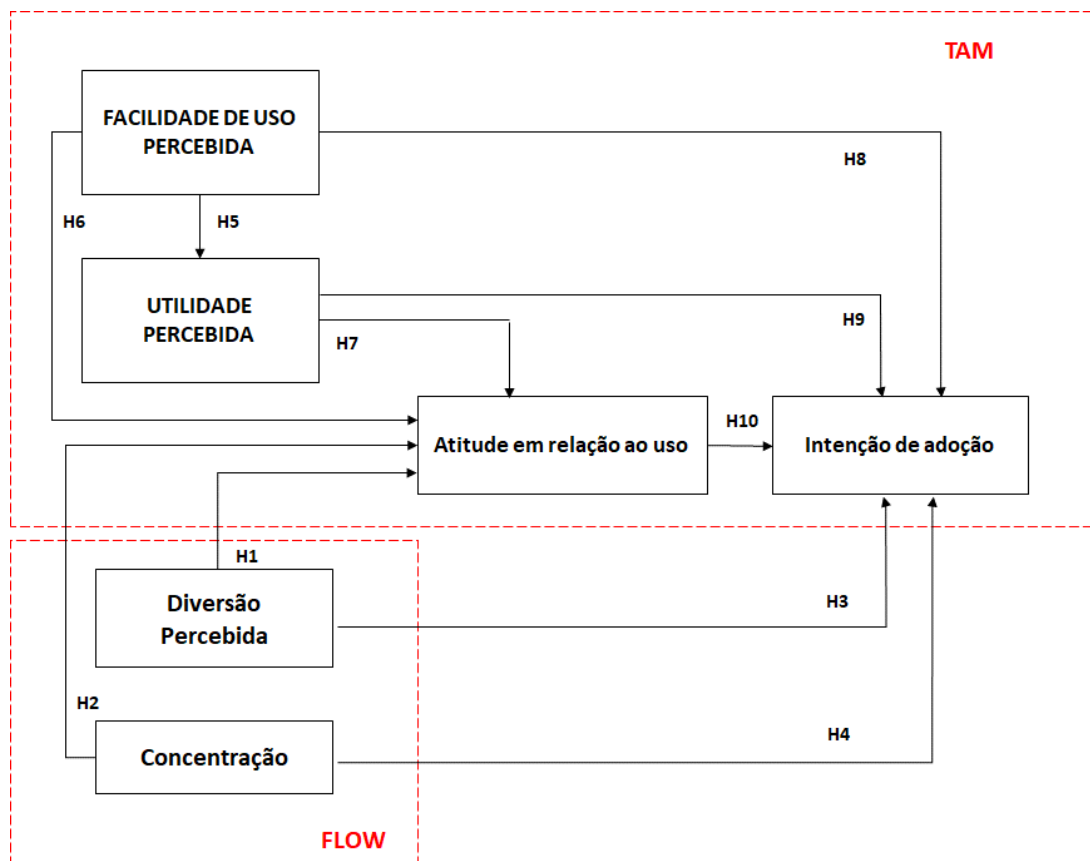 TAM
FACILIDADE DE USO
PERCEBIDA
H8
H6
H5
UTILIDADE
PERCEBIDA
H9
H7
Atitude em relação ao uso
H10
Intenção de adoção
H1
Diversão
Percebida
H3
H2
Concentração
H4
FLOW